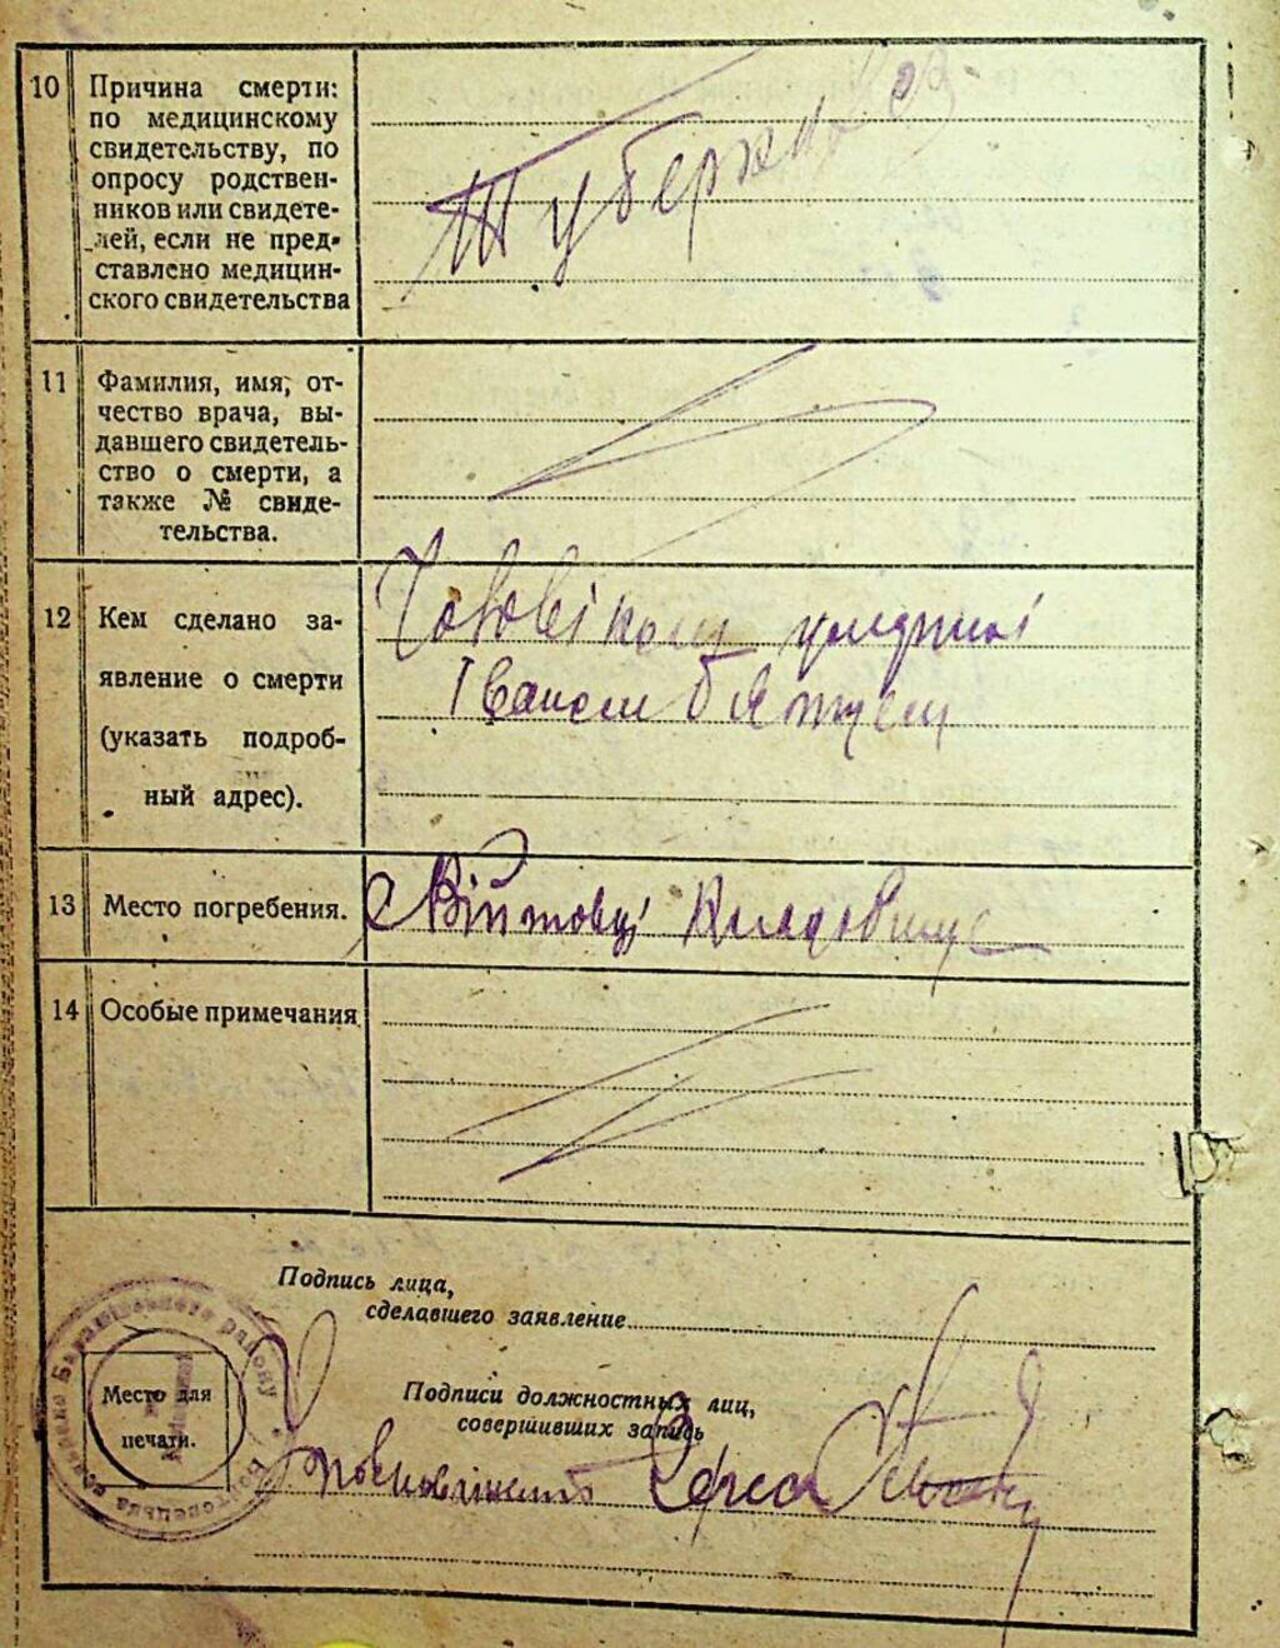 10 Причина смерти:
по медицинскому
свидетельству, по
опросу родствен-
ников или свидете-
лей, если не пред-
ставлено медицин-
ского свидетельства
Туберкульоз
11 Фамилия, имя, от-
чество врача, вы-
давшего свидетель-
ство о смерти, а
также № свиде-
тельства.
12 Кем сделано за-
явление о смерти
(указать подроб-
ный адрес).
Чоловіком умершої
Іваном
13 Место погребения.
с Війтовці Кладовище
14 Особые примечания
Подпись лица,
сделавшего заявление
Место для
печати.
Подписи должностных лиц,
совершивших запись
району